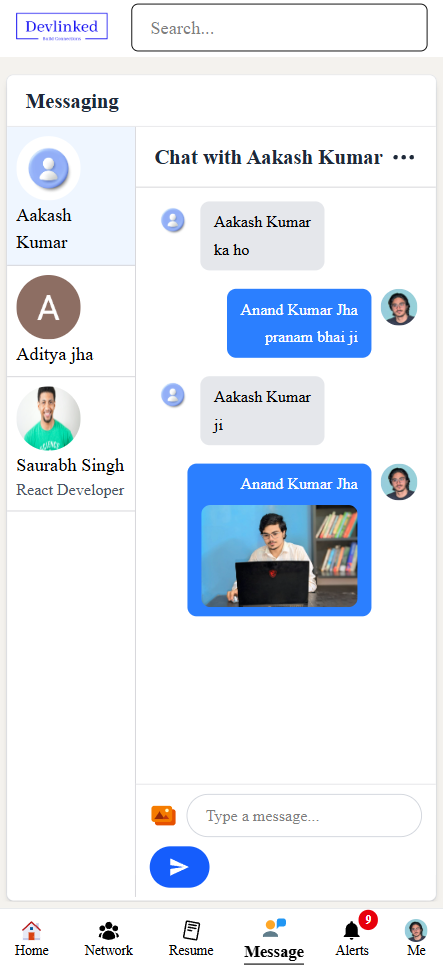 Devlinked
Build Connections
Search...
Messaging
Aakash
Kumar
A
Aditya jha
Saurabh Singh
React Developer
Chat with Aakash Kumar
Aakash Kumar
ka ho
Anand Kumar Jha
pranam bhai ji
Aakash Kumar
ji
Anand Kumar Jha
Type a message...
9
Home
Network
Resume
Message
Alerts
Me